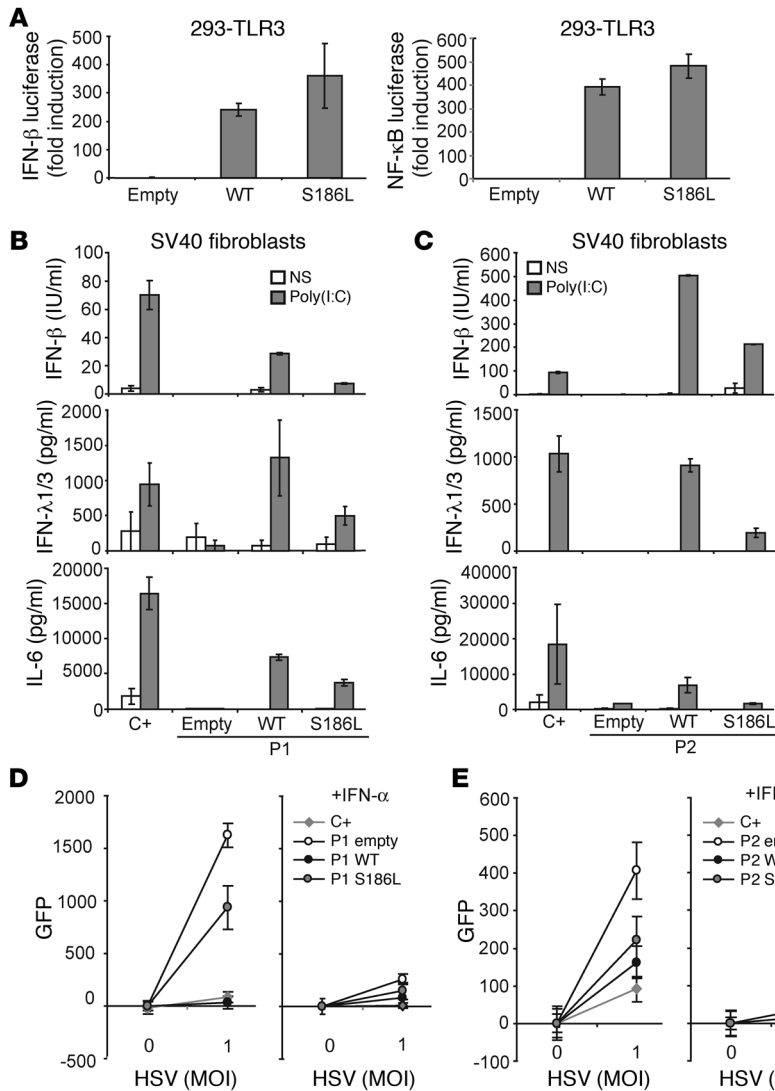 A
293-TLR3
IFN-β luciferase
(fold induction)
500
400
300
200
100
0
Empty WT S186L
293-TLR3
NF-κB luciferase
(fold induction)
600
500
400
300
200
100
0
Empty WT S186L
B
SV40 fibroblasts
NS
Poly(I:C)
IFN-β (IU/ml)
100
80
60
40
20
0
IFN-λ1/3
(pg/ml)
2000
1500
1000
500
0
IL-6 (pg/ml)
20000
15000
10000
5000
0
C+ Empty WT S186L
P1
C
SV40 fibroblasts
NS
Poly(I:C)
IFN-β (IU/ml)
600
500
400
300
200
100
0
IFN-λ1/3
(pg/ml)
1500
1000
500
0
IL-6 (pg/ml)
40000
30000
20000
10000
0
C+ Empty WT S186L
P2
D
GFP
2000
1500
1000
500
0
-500
0 1
HSV (MOI)
+IFN-α
C+
P1 empty
P1 WT
P1 S186L
0 1
HSV (MOI)
E
GFP
600
500
400
300
200
100
0
-100
0 1
HSV (MOI)
C+
0